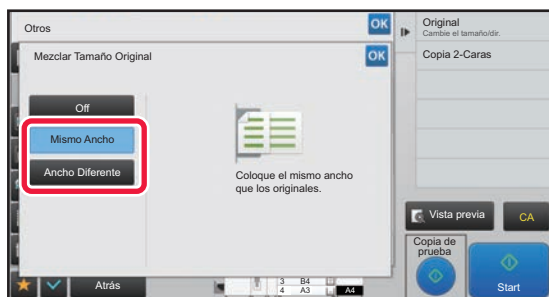 Otros
OK
Mezclar Tamaño Original
OK
Off
Mismo Ancho
Ancho Diferente
Coloque el mismo ancho
que los originales.
Atrás
3 B4
4 A3
A4
Original
Cambie el tamaño/dir.
Copia 2-Caras
Vista previa
CA
Copia de
prueba
Start